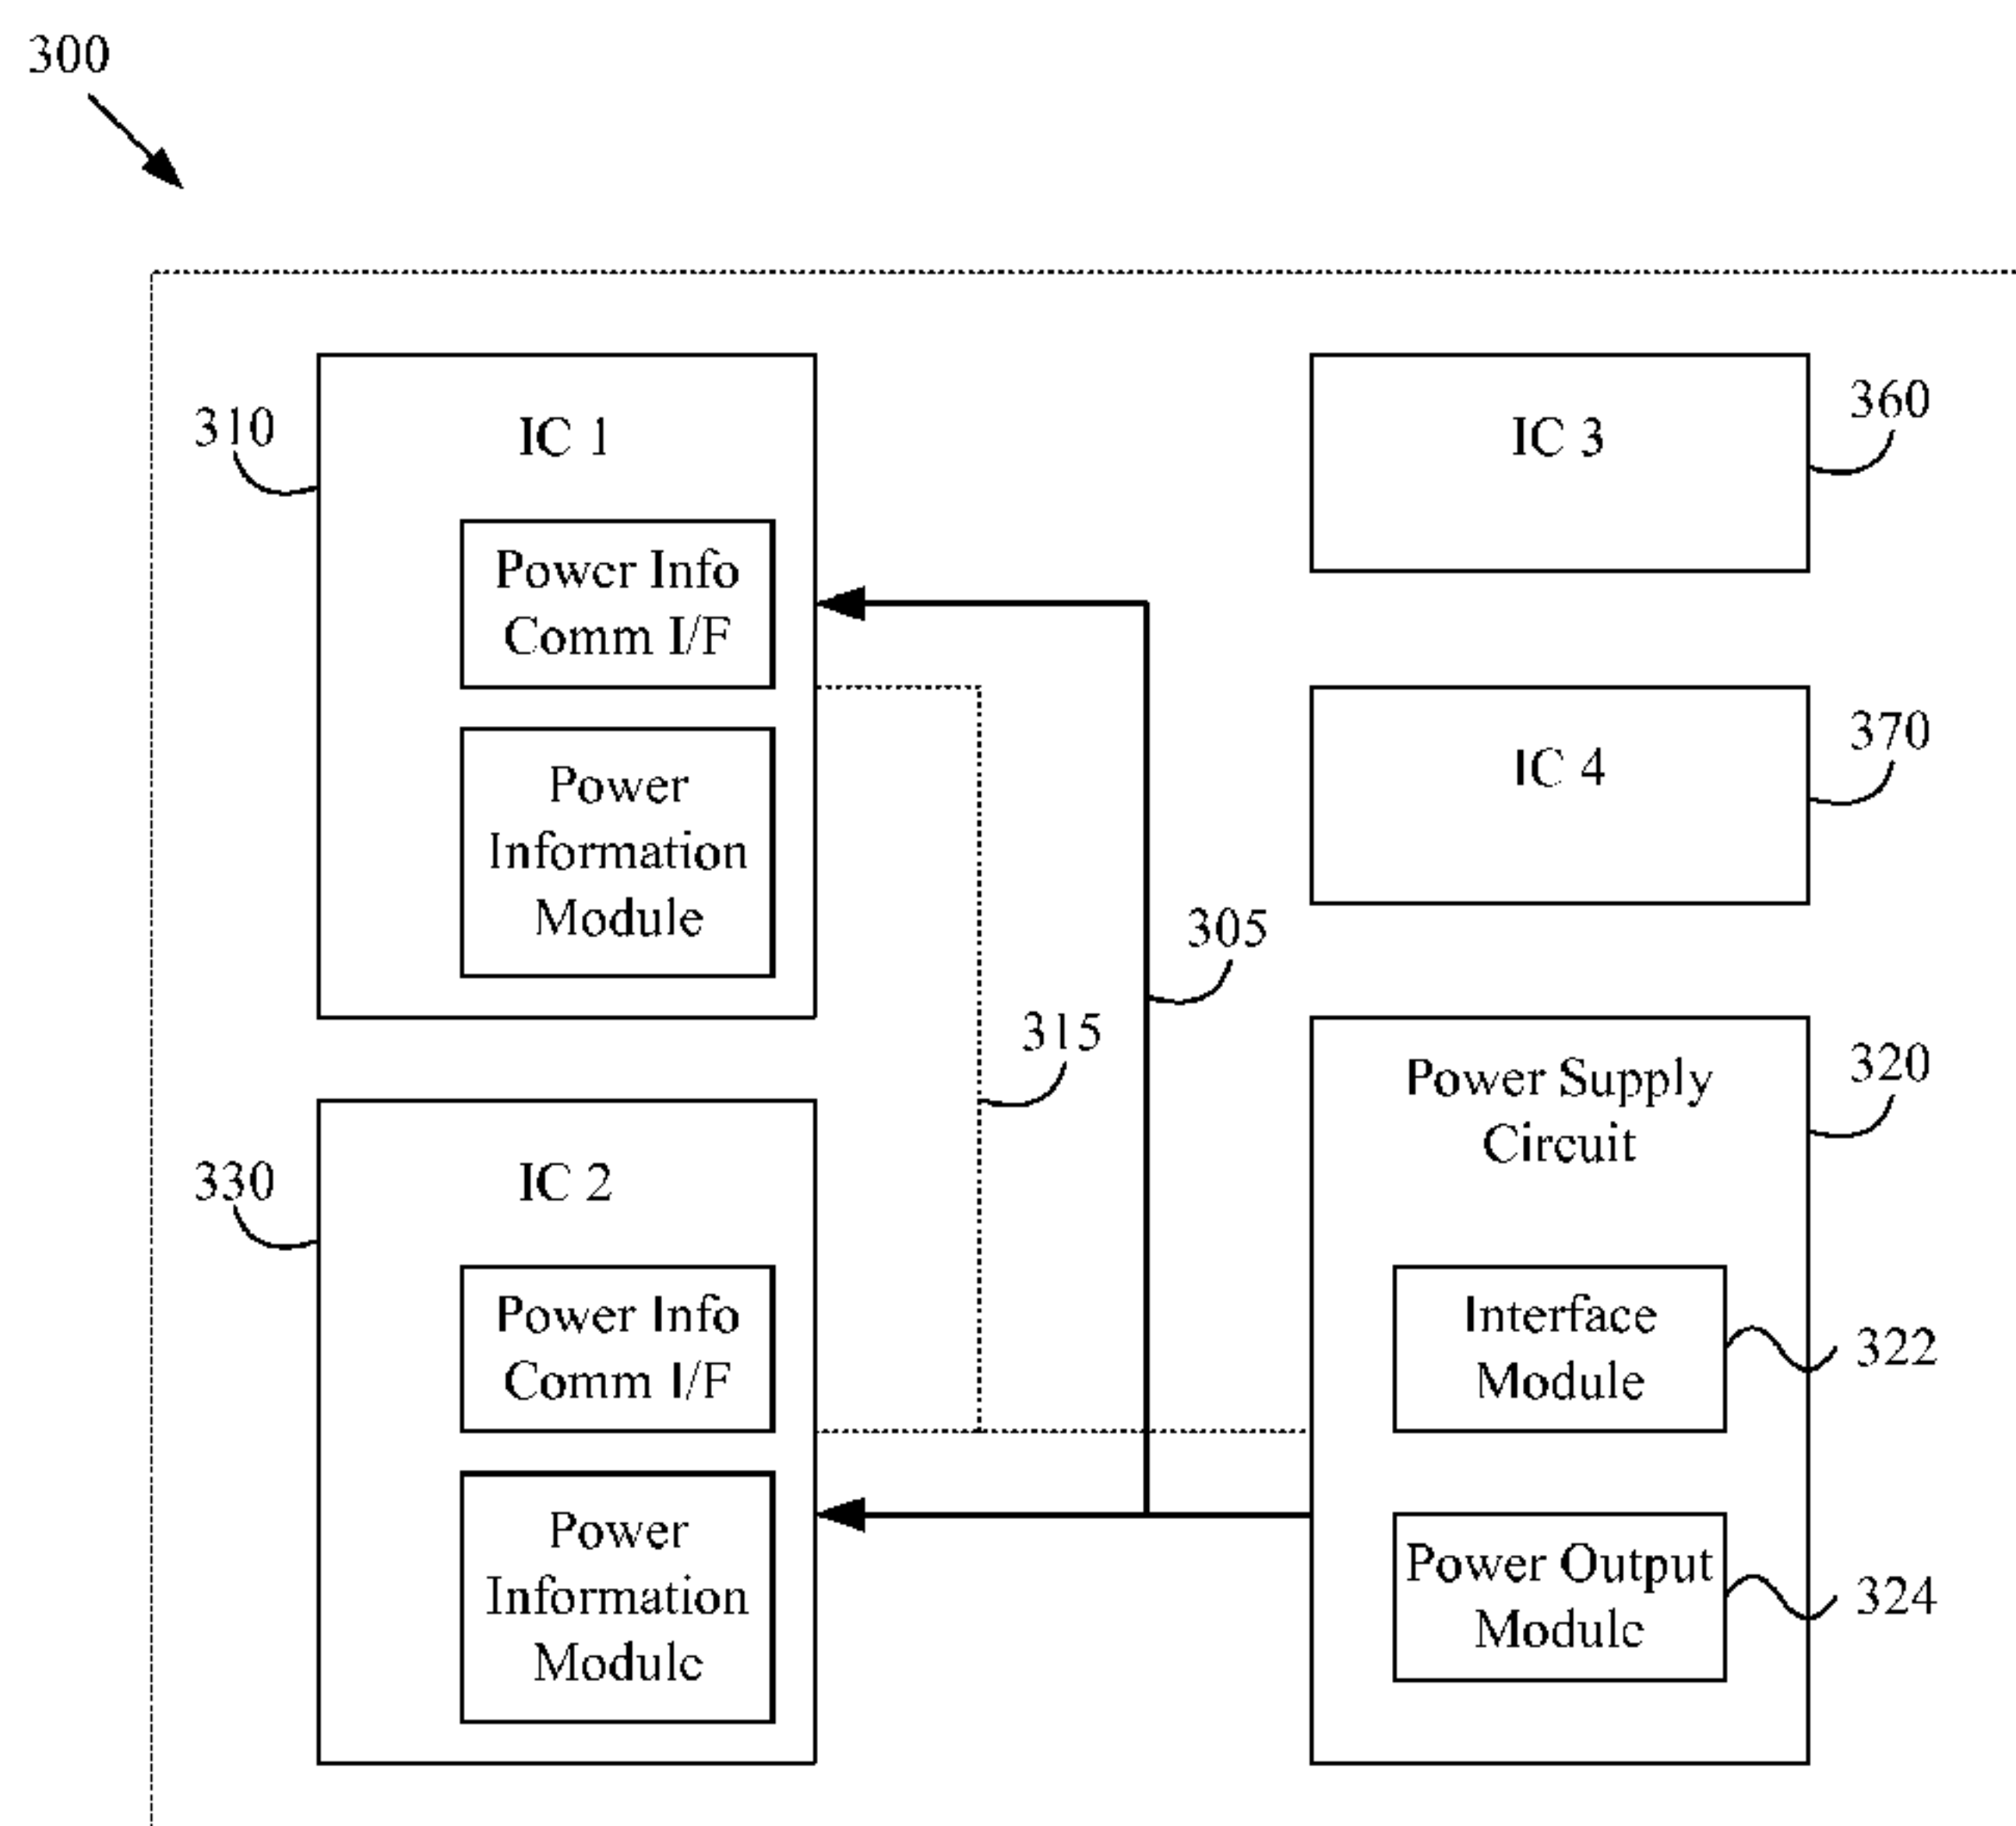 300
310
IC 1
Power Info
Comm I/F
Power
Information
Module
IC 3
360
IC 4
370
305
315
330
IC 2
Power Info
Comm I/F
Power
Information
Module
Power Supply
Circuit
320
Interface
Module
322
Power Output
Module
324